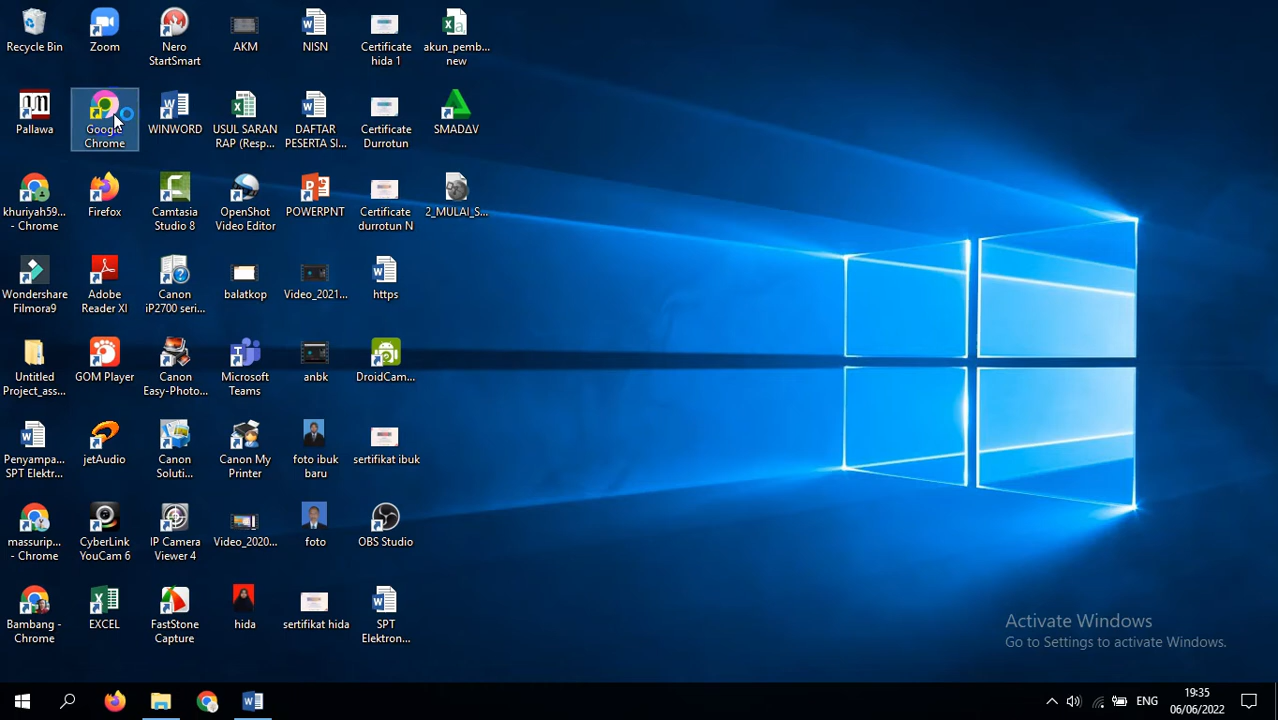 Recycle Bin
Zoom
Nero
StartSmart
AKM
NISN
Certificate
hida 1
akun_pemb...
new
Pallawa
Google
Chrome
WINWORD
USUL SARAN
RAP (Resp...
DAFTAR
PESERTA SI...
Certificate
Durrotun
SMADΔV
khuriyah59...
- Chrome
Firefox
Camtasia
Studio 8
OpenShot
Video Editor
POWERPNT
Certificate
durrotun N
2_MULAI_S...
Wondershare
Filmora9
Adobe
Reader XI
Canon
iP2700 seri...
balatkop
Video_2021...
https
Untitled
Project_ass...
GOM Player
Canon
Easy-Photo...
Microsoft
Teams
anbk
DroidCam...
Penyampa...
SPT Elektr...
jetAudio
Canon
Soluti...
Canon My
Printer
foto ibuk
baru
sertifikat ibuk
massurip...
- Chrome
CyberLink
YouCam 6
IP Camera
Viewer 4
Video_2020...
foto
OBS Studio
Bambang -
Chrome
EXCEL
FastStone
Capture
hida
sertifikat hida
SPT
Elektron...
Activate Windows
Go to Settings to activate Windows.
ENG
19:35
06/06/2022